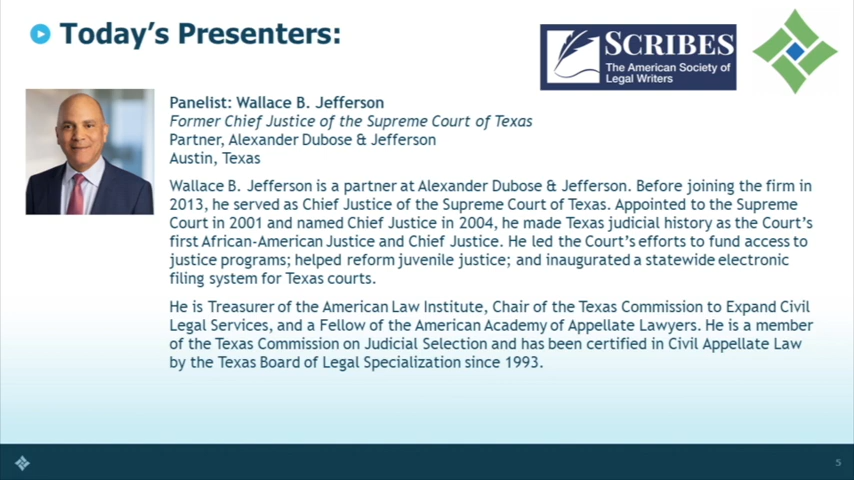 Today's Presenters:
SCRIBES
The American Society of
Legal Writers
Panelist: Wallace B. Jefferson
Former Chief Justice of the Supreme Court of Texas
Partner, Alexander Dubose & Jefferson
Austin, Texas
Wallace B. Jefferson is a partner at Alexander Dubose & Jefferson. Before joining the firm in
2013, he served as Chief Justice of the Supreme Court of Texas. Appointed to the Supreme
Court in 2001 and named Chief Justice in 2004, he made Texas judicial history as the Court's
first African-American Justice and Chief Justice. He led the Court's efforts to fund access to
justice programs; helped reform juvenile justice; and inaugurated a statewide electronic
filing system for Texas courts.
He is Treasurer of the American Law Institute, Chair of the Texas Commission to Expand Civil
Legal Services, and a Fellow of the American Academy of Appellate Lawyers. He is a member
of the Texas Commission on Judicial Selection and has been certified in Civil Appellate Law
by the Texas Board of Legal Specialization since 1993.
5